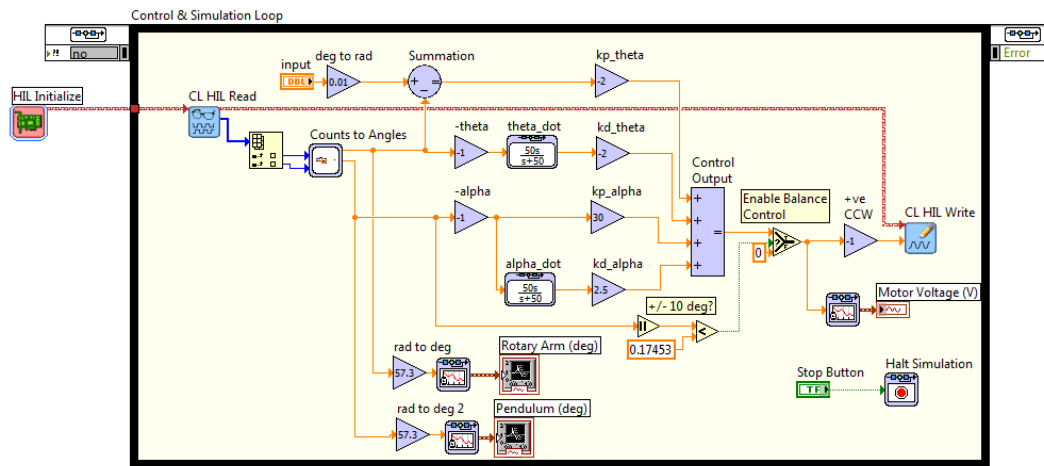 Control & Simulation Loop
?! no
Error
input
deg to rad
Summation
kp_theta
DBL
0.01
+
-
-2
HIL Initialize
CL HIL Read
Counts to Angles
-theta
theta_dot
kd_theta
-1
50s
s+50
-2
Control
Output
-alpha
kp_alpha
-1
30
+
+
+
+
=
Enable Balance
Control
+ve
CCW
CL HIL Write
?
T
F
0
-1
alpha_dot
kd_alpha
50s
s+50
2.5
+/- 10 deg?
<
0.17453
Motor Voltage (V)
rad to deg
Rotary Arm (deg)
57.3
Stop Button
Halt Simulation
TF
rad to deg 2
Pendulum (deg)
57.3